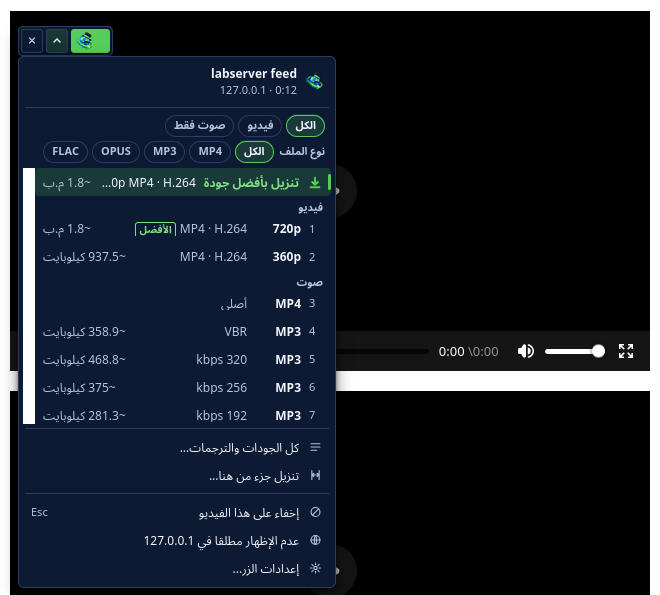 labserver feed
127.0.0.1 · 0:12
الكل فيديو صوت فقط
نوع الملف الكل MP4 MP3 OPUS FLAC
تنزيل بأفضل جودة ...0p MP4 · H.264 ~1.8 م.ب
فيديو
1 720p MP4 · H.264 الأفضل ~1.8 م.ب
2 360p MP4 · H.264 ~937.5 كيلوبايت
صوت
3 MP4 أصلي
4 MP3 VBR ~358.9 كيلوبايت
5 MP3 320 kbps ~468.8 كيلوبايت
6 MP3 256 kbps ~375 كيلوبايت
7 MP3 192 kbps ~281.3 كيلوبايت
كل الجودات والترجمات...
تنزيل جزء من هنا...
إخفاء على هذا الفيديو Esc
عدم الإظهار مطلقا في 127.0.0.1
إعدادات الزر...
0:00 \0:00